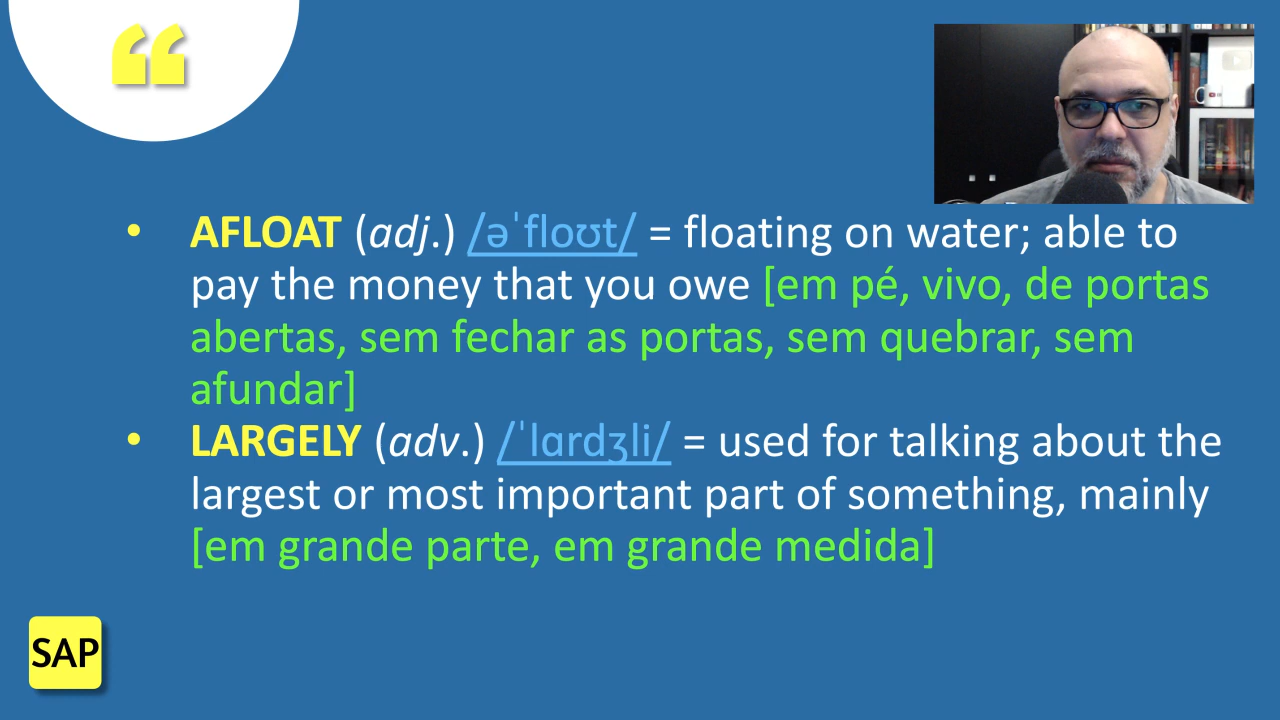 “
• AFLOAT (adj.) /əˈfloʊt/ = floating on water; able to
pay the money that you owe [em pé, vivo, de portas
abertas, sem fechar as portas, sem quebrar, sem
afundar]
• LARGELY (adv.) /ˈlɑrdʒli/ = used for talking about the
largest or most important part of something, mainly
[em grande parte, em grande medida]
SAP